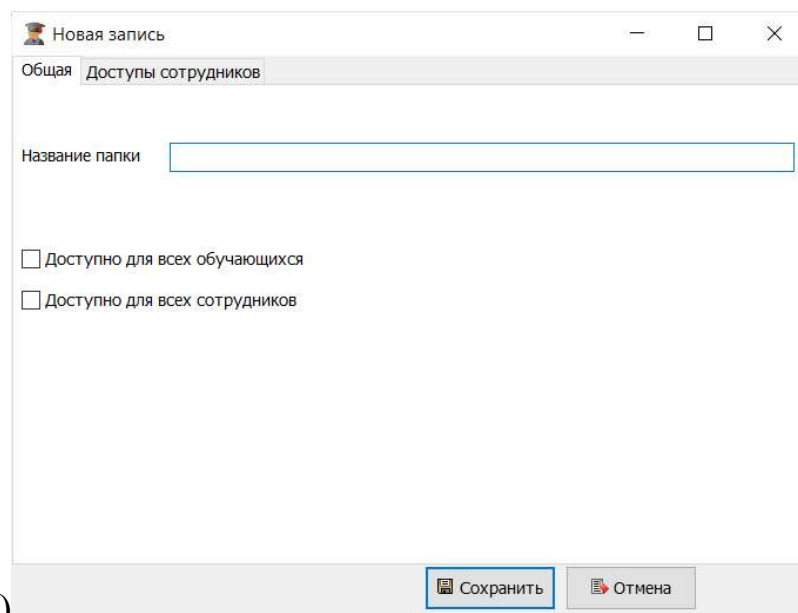 Новая запись
Общая Доступы сотрудников
Название папки
Доступно для всех обучающихся
Доступно для всех сотрудников
Сохранить Отмена
)